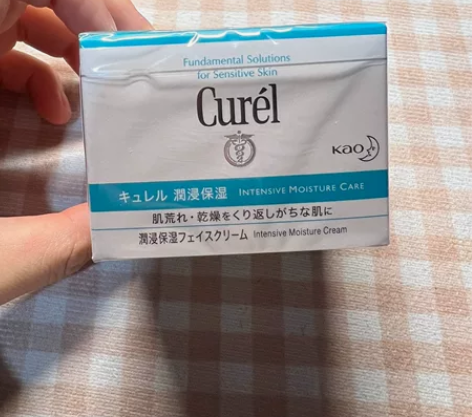 Fundamental Solutions
for Sensitive Skin
Curél
Kao
キュレル 潤浸保湿 INTENSIVE MOISTURE CARE
肌荒れ・乾燥をくり返しがちな肌に
潤浸保湿フェイスクリーム Intensive Moisture Cream